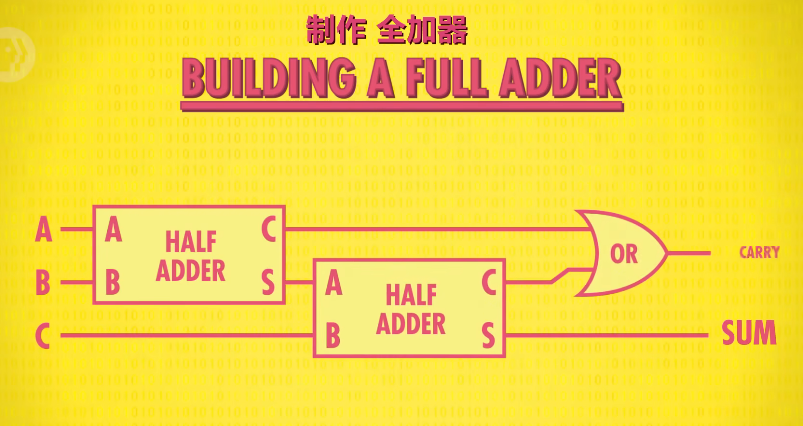 制作 全加器
BUILDING A FULL ADDER
A A HALF ADDER C
B B S
A HALF ADDER C
OR
CARRY
C B S
SUM